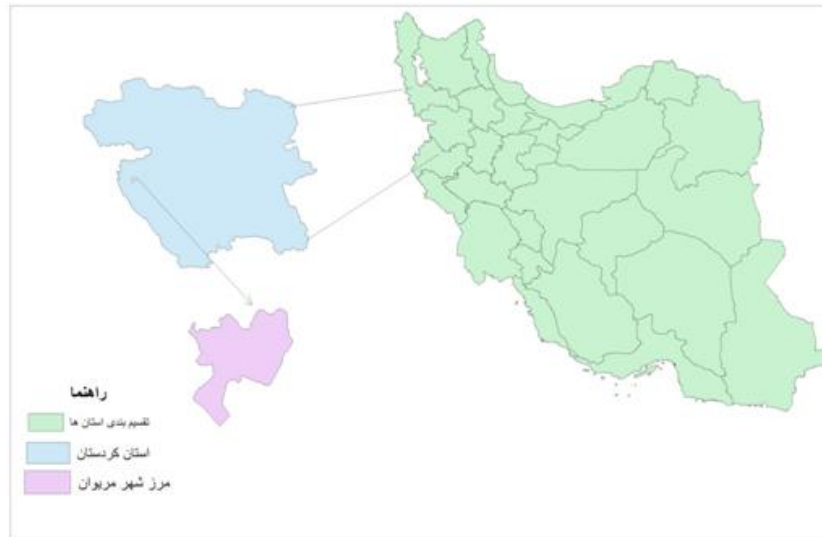 راهنما
تقسیم بندی استان ها
استان کردستان
مرز شهر مریوان